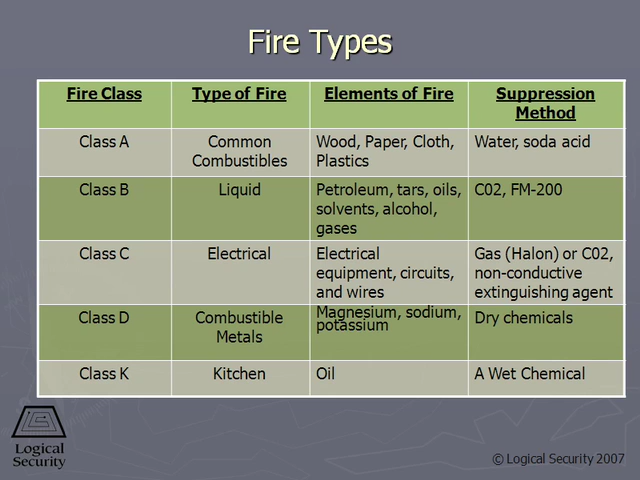 Fire Types
Fire Class Type of Fire Elements of Fire Suppression
Method
Class A Common
Combustibles Wood, Paper, Cloth,
Plastics Water, soda acid
Class B Liquid Petroleum, tars, oils,
solvents, alcohol,
gases C02, FM-200
Class C Electrical Electrical
equipment, circuits,
and wires Gas (Halon) or C02,
non-conductive
extinguishing agent
Class D Combustible
Metals Magnesium, sodium,
potassium Dry chemicals
Class K Kitchen Oil A Wet Chemical
Logical
Security
© Logical Security 2007